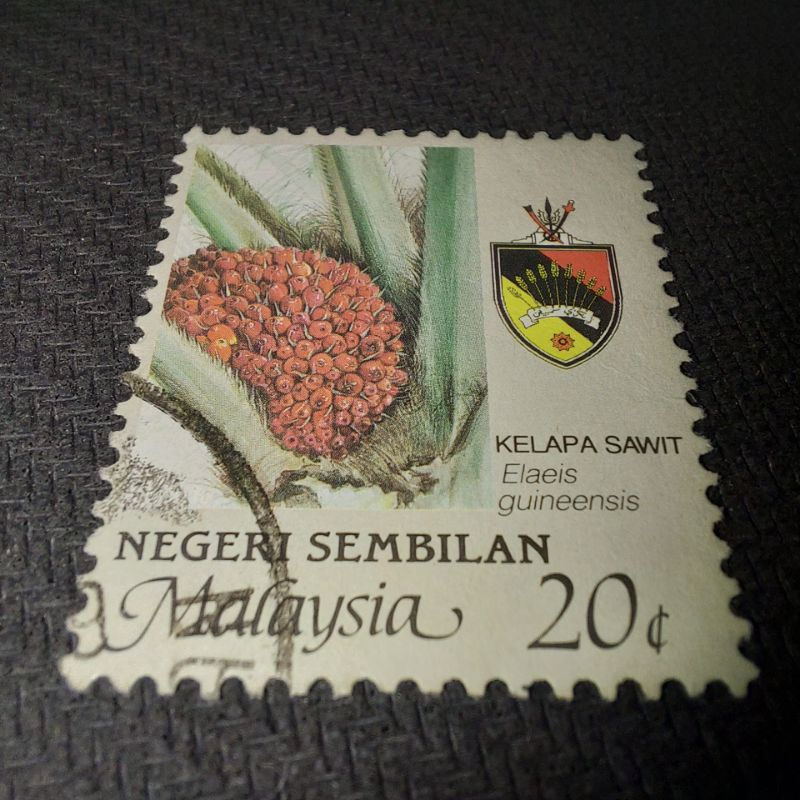 KELAPA SAWIT
Elaeis
guineensis
NEGERI SEMBILAN
Malaysia
20¢